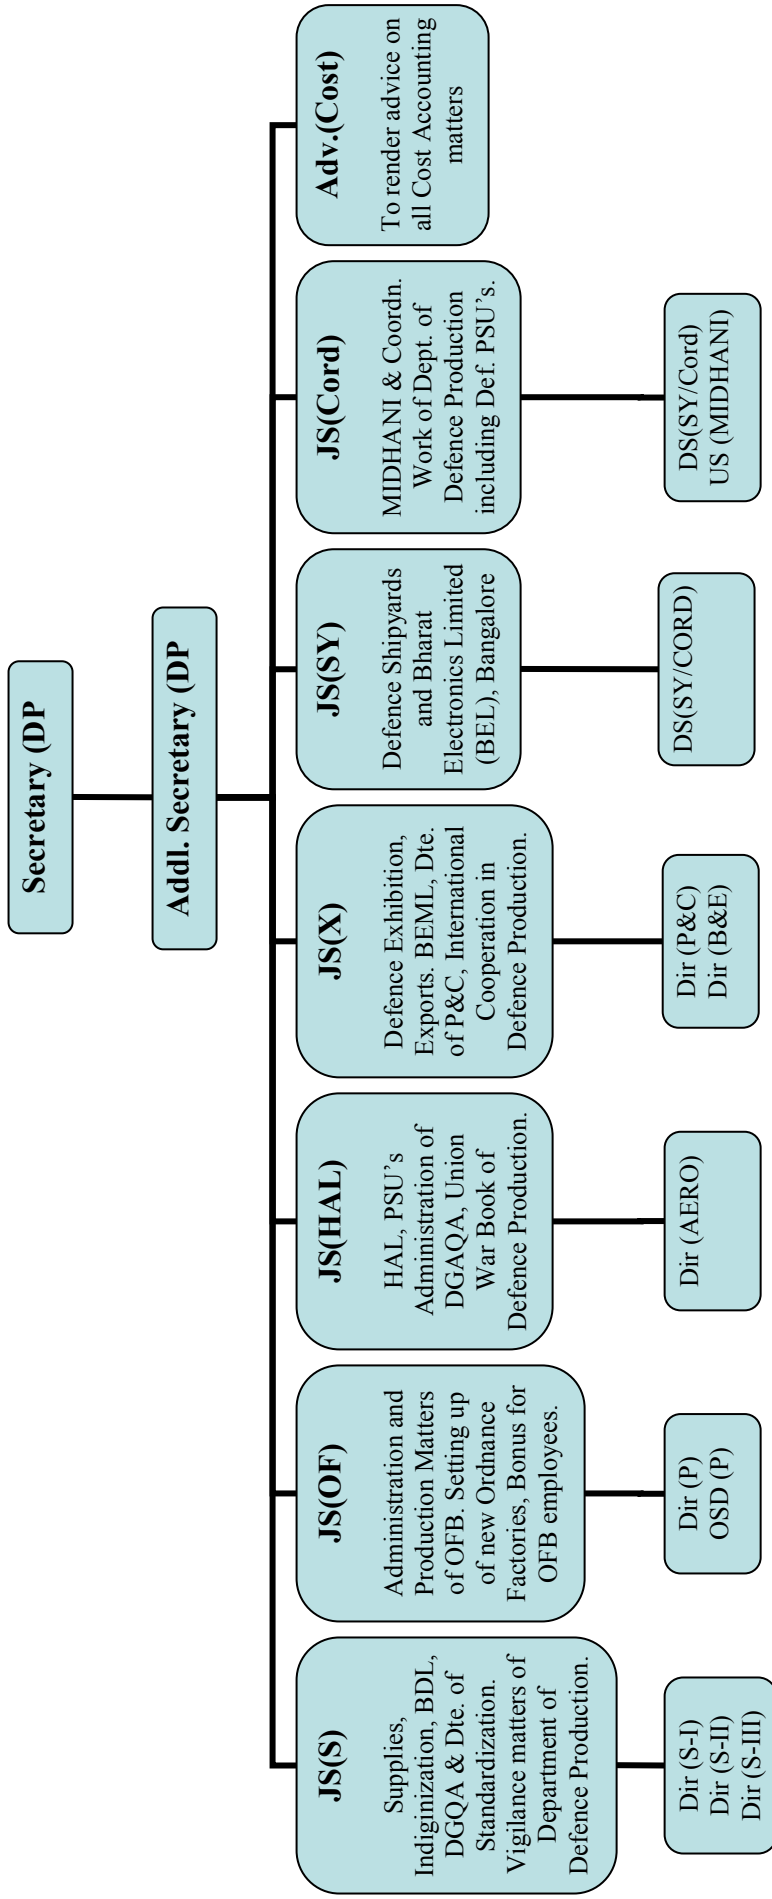 Secretary (DP
Addl. Secretary (DP
JS(S)
Supplies,
Indiginization, BDL,
DGQA & Dte. of
Standardization.
Vigilance matters of
Department of
Defence Production.
JS(OF)
Administration and
Production Matters
of OFB. Setting up
of new Ordnance
Factories, Bonus for
OFB employees.
JS(HAL)
HAL, PSU’s
Administration of
DGAQA, Union
War Book of
Defence Production.
JS(X)
Defence Exhibition,
Exports. BEML, Dte.
of P&C, International
Cooperation in
Defence Production.
JS(SY)
Defence Shipyards
and Bharat
Electronics Limited
(BEL), Bangalore
JS(Cord)
MIDHANI & Coordn.
Work of Dept. of
Defence Production
including Def. PSU’s.
Adv.(Cost)
To render advice on
all Cost Accounting
matters
Dir (S-I)
Dir (S-II)
Dir (S-III)
Dir (P)
OSD (P)
Dir (AERO)
Dir (P&C)
Dir (B&E)
DS(SY/CORD)
DS(SY/Cord)
US (MIDHANI)